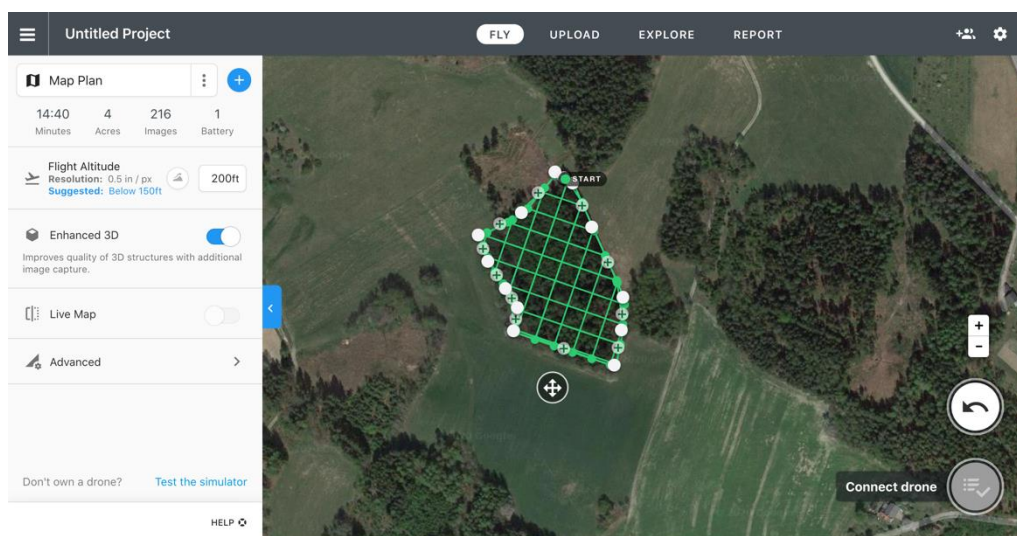 Untitled Project
FLY UPLOAD EXPLORE REPORT
Map Plan
14:40 4 216 1
Minutes Acres Images Battery
Flight Altitude
Resolution: 0.5 in / px
Suggested: Below 150ft
200ft
Enhanced 3D
Improves quality of 3D structures with additional
image capture.
Live Map
Advanced
Don't own a drone? Test the simulator
HELP
START
+
-
Connect drone